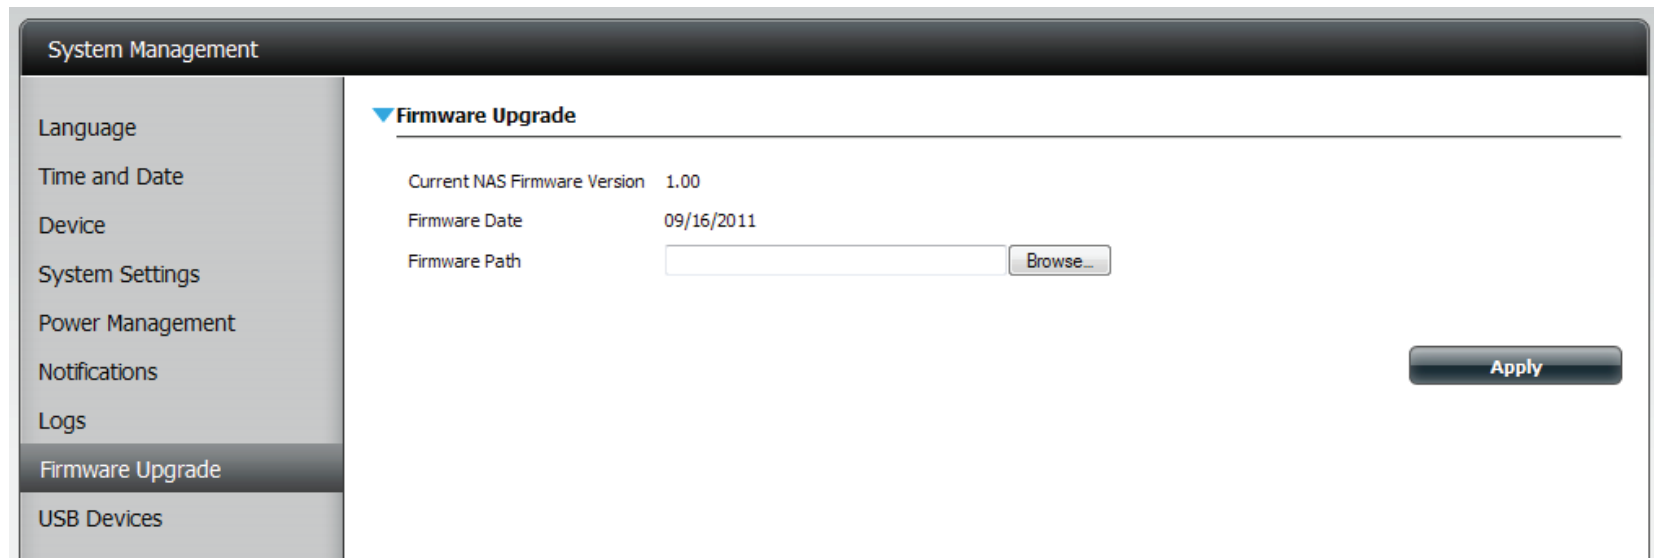 System Management
Language
Time and Date
Device
System Settings
Power Management
Notifications
Logs
Firmware Upgrade
USB Devices
Firmware Upgrade
Current NAS Firmware Version 1.00
Firmware Date 09/16/2011
Firmware Path Browse...
Apply